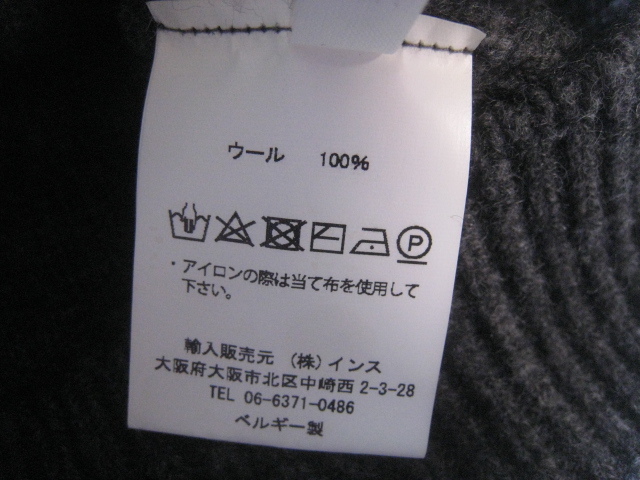 ウール 100%
P
・アイロンの際は当て布を使用して
下さい。
輸入販売元 (株)インス
大阪府大阪市北区中崎西2-3-28
TEL 06-6371-0486
ベルギー製